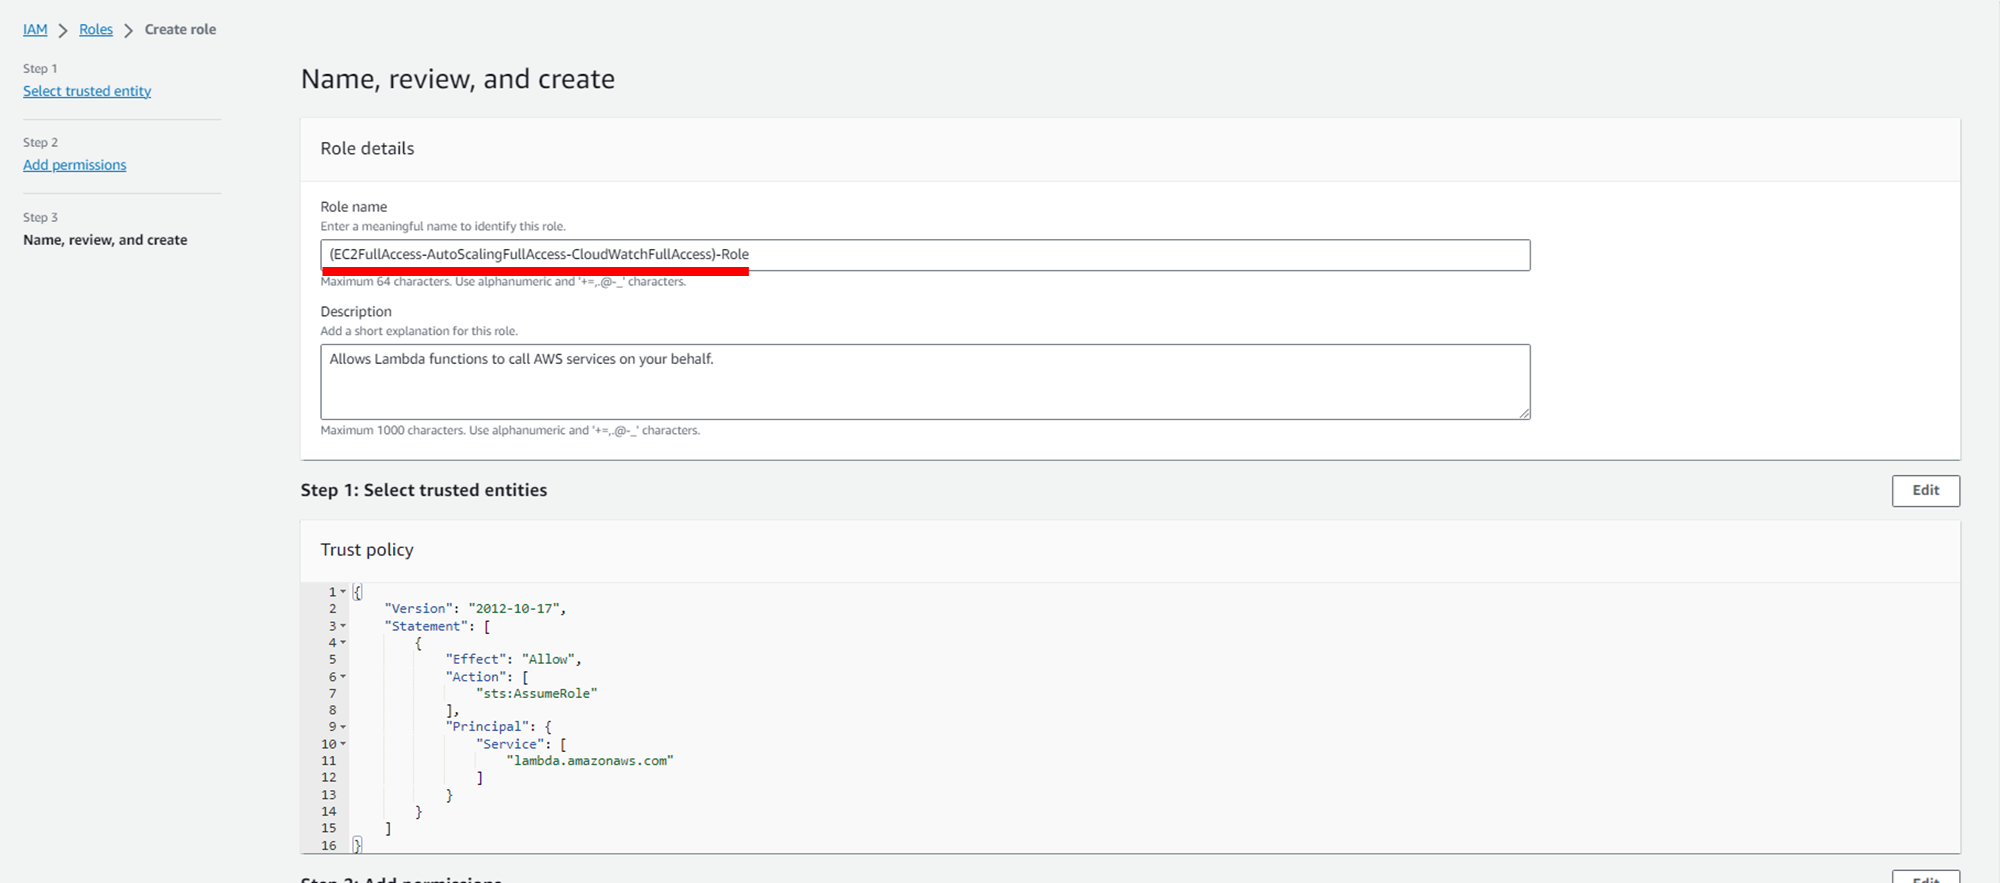 IAM > Roles > Create role
Step 1
Select trusted entity
Step 2
Add permissions
Step 3
Name, review, and create
Name, review, and create
Role details
Role name
Enter a meaningful name to identify this role.
(EC2FullAccess-AutoScalingFullAccess-CloudWatchFullAccess)-Role
Maximum 64 characters. Use alphanumeric and '+=,.@-_' characters.
Description
Add a short explanation for this role.
Allows Lambda functions to call AWS services on your behalf.
Maximum 1000 characters. Use alphanumeric and '+=,.@-_' characters.
Step 1: Select trusted entities
Edit
Trust policy
1 {
2 "Version": "2012-10-17",
3 "Statement": [
4 {
5 "Effect": "Allow",
6 "Action": [
7 "sts:AssumeRole"
8 ],
9 "Principal": {
10 "Service": [
11 "lambda.amazonaws.com"
12 ]
13 }
14 }
15 ]
16 }
Step 2: Add permissions
Edit